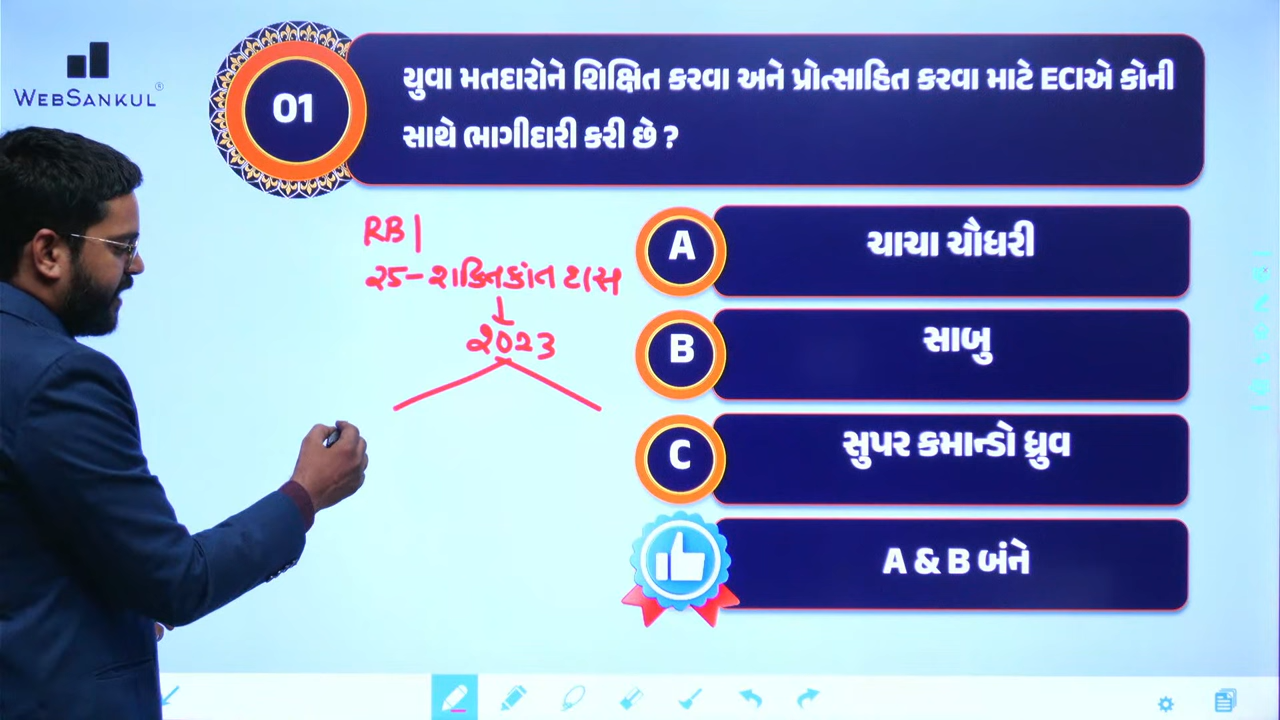 WEBSANKUL®
01
યુવા મતદારોને શિક્ષિત કરવા અને પ્રોત્સાહિત કરવા માટે ECIએ કોની
સાથે ભાગીદારી કરી છે ?
RBI
૨૫-શક્તિકાંત દાસ
૨૦૨૩
A
ચાચા ચૌધરી
B
સાબુ
C
સુપર કમાન્ડો ધ્રુવ
A & B બંને